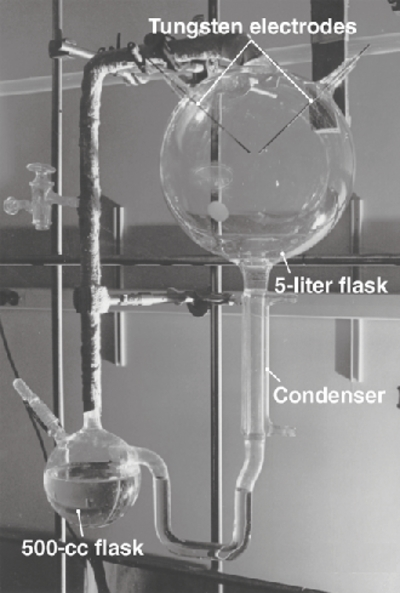 Tungsten electrodes
5-liter flask
Condenser
500-cc flask